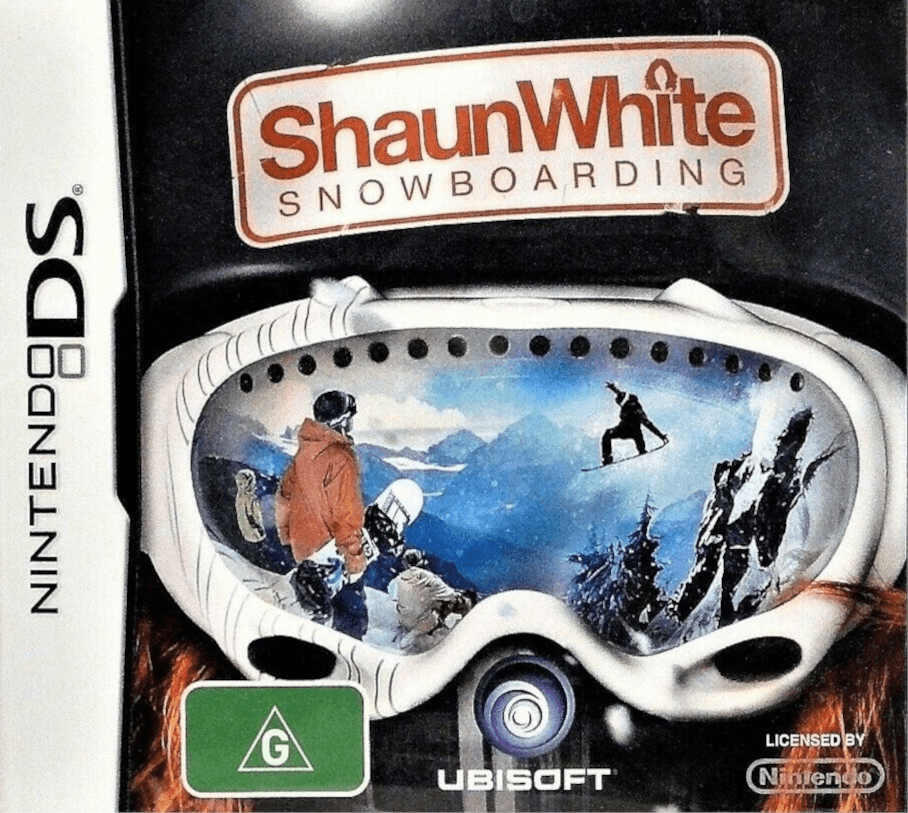 NINTENDO DS®
ShaunWhite
SNOWBOARDING
G
UBISOFT
LICENSED BY
Nintendo